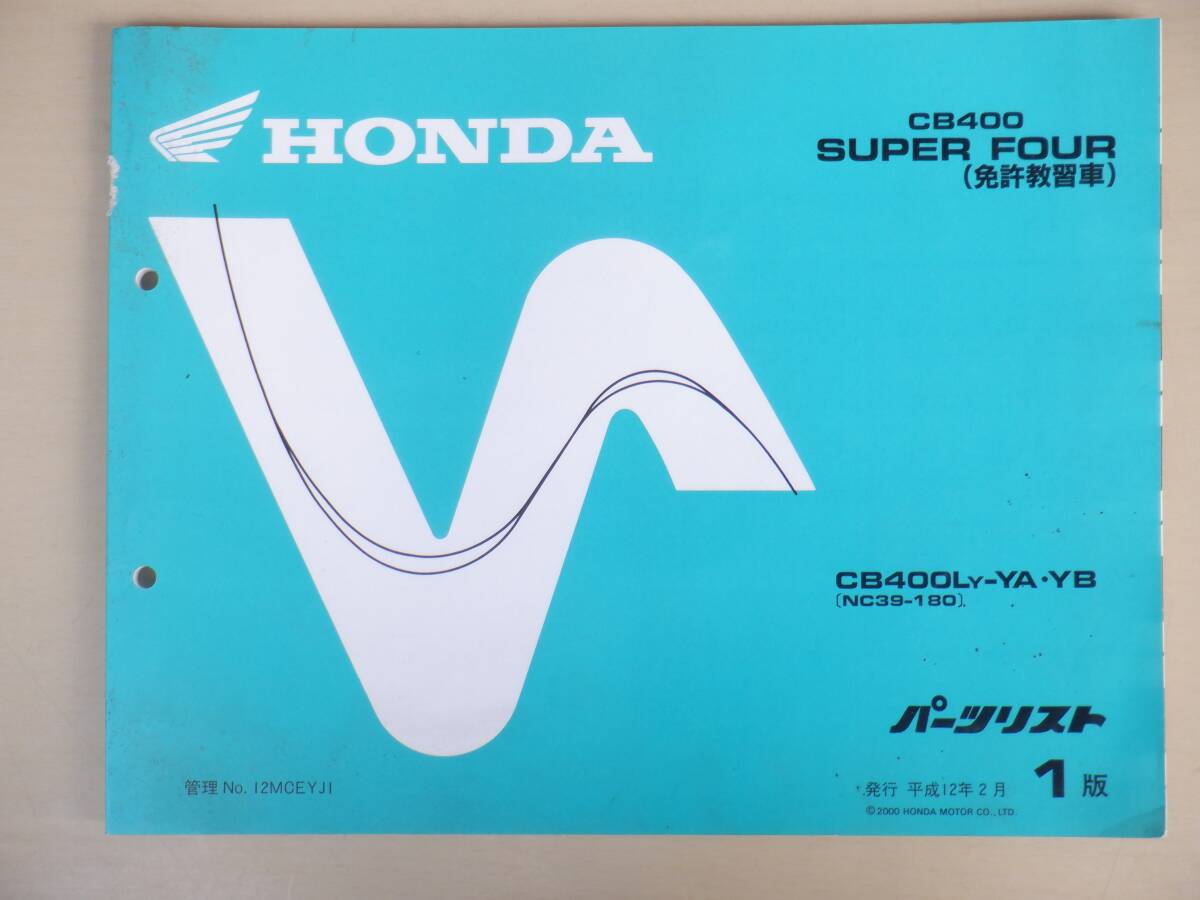 HONDA
CB400
SUPER FOUR
(免許教習車)
CB400LY-YA・YB
〔NC39-180〕
パーツリスト
管理 No. 12MCEYJ1
発行 平成12年2月
1版
©2000 HONDA MOTOR CO., LTD.